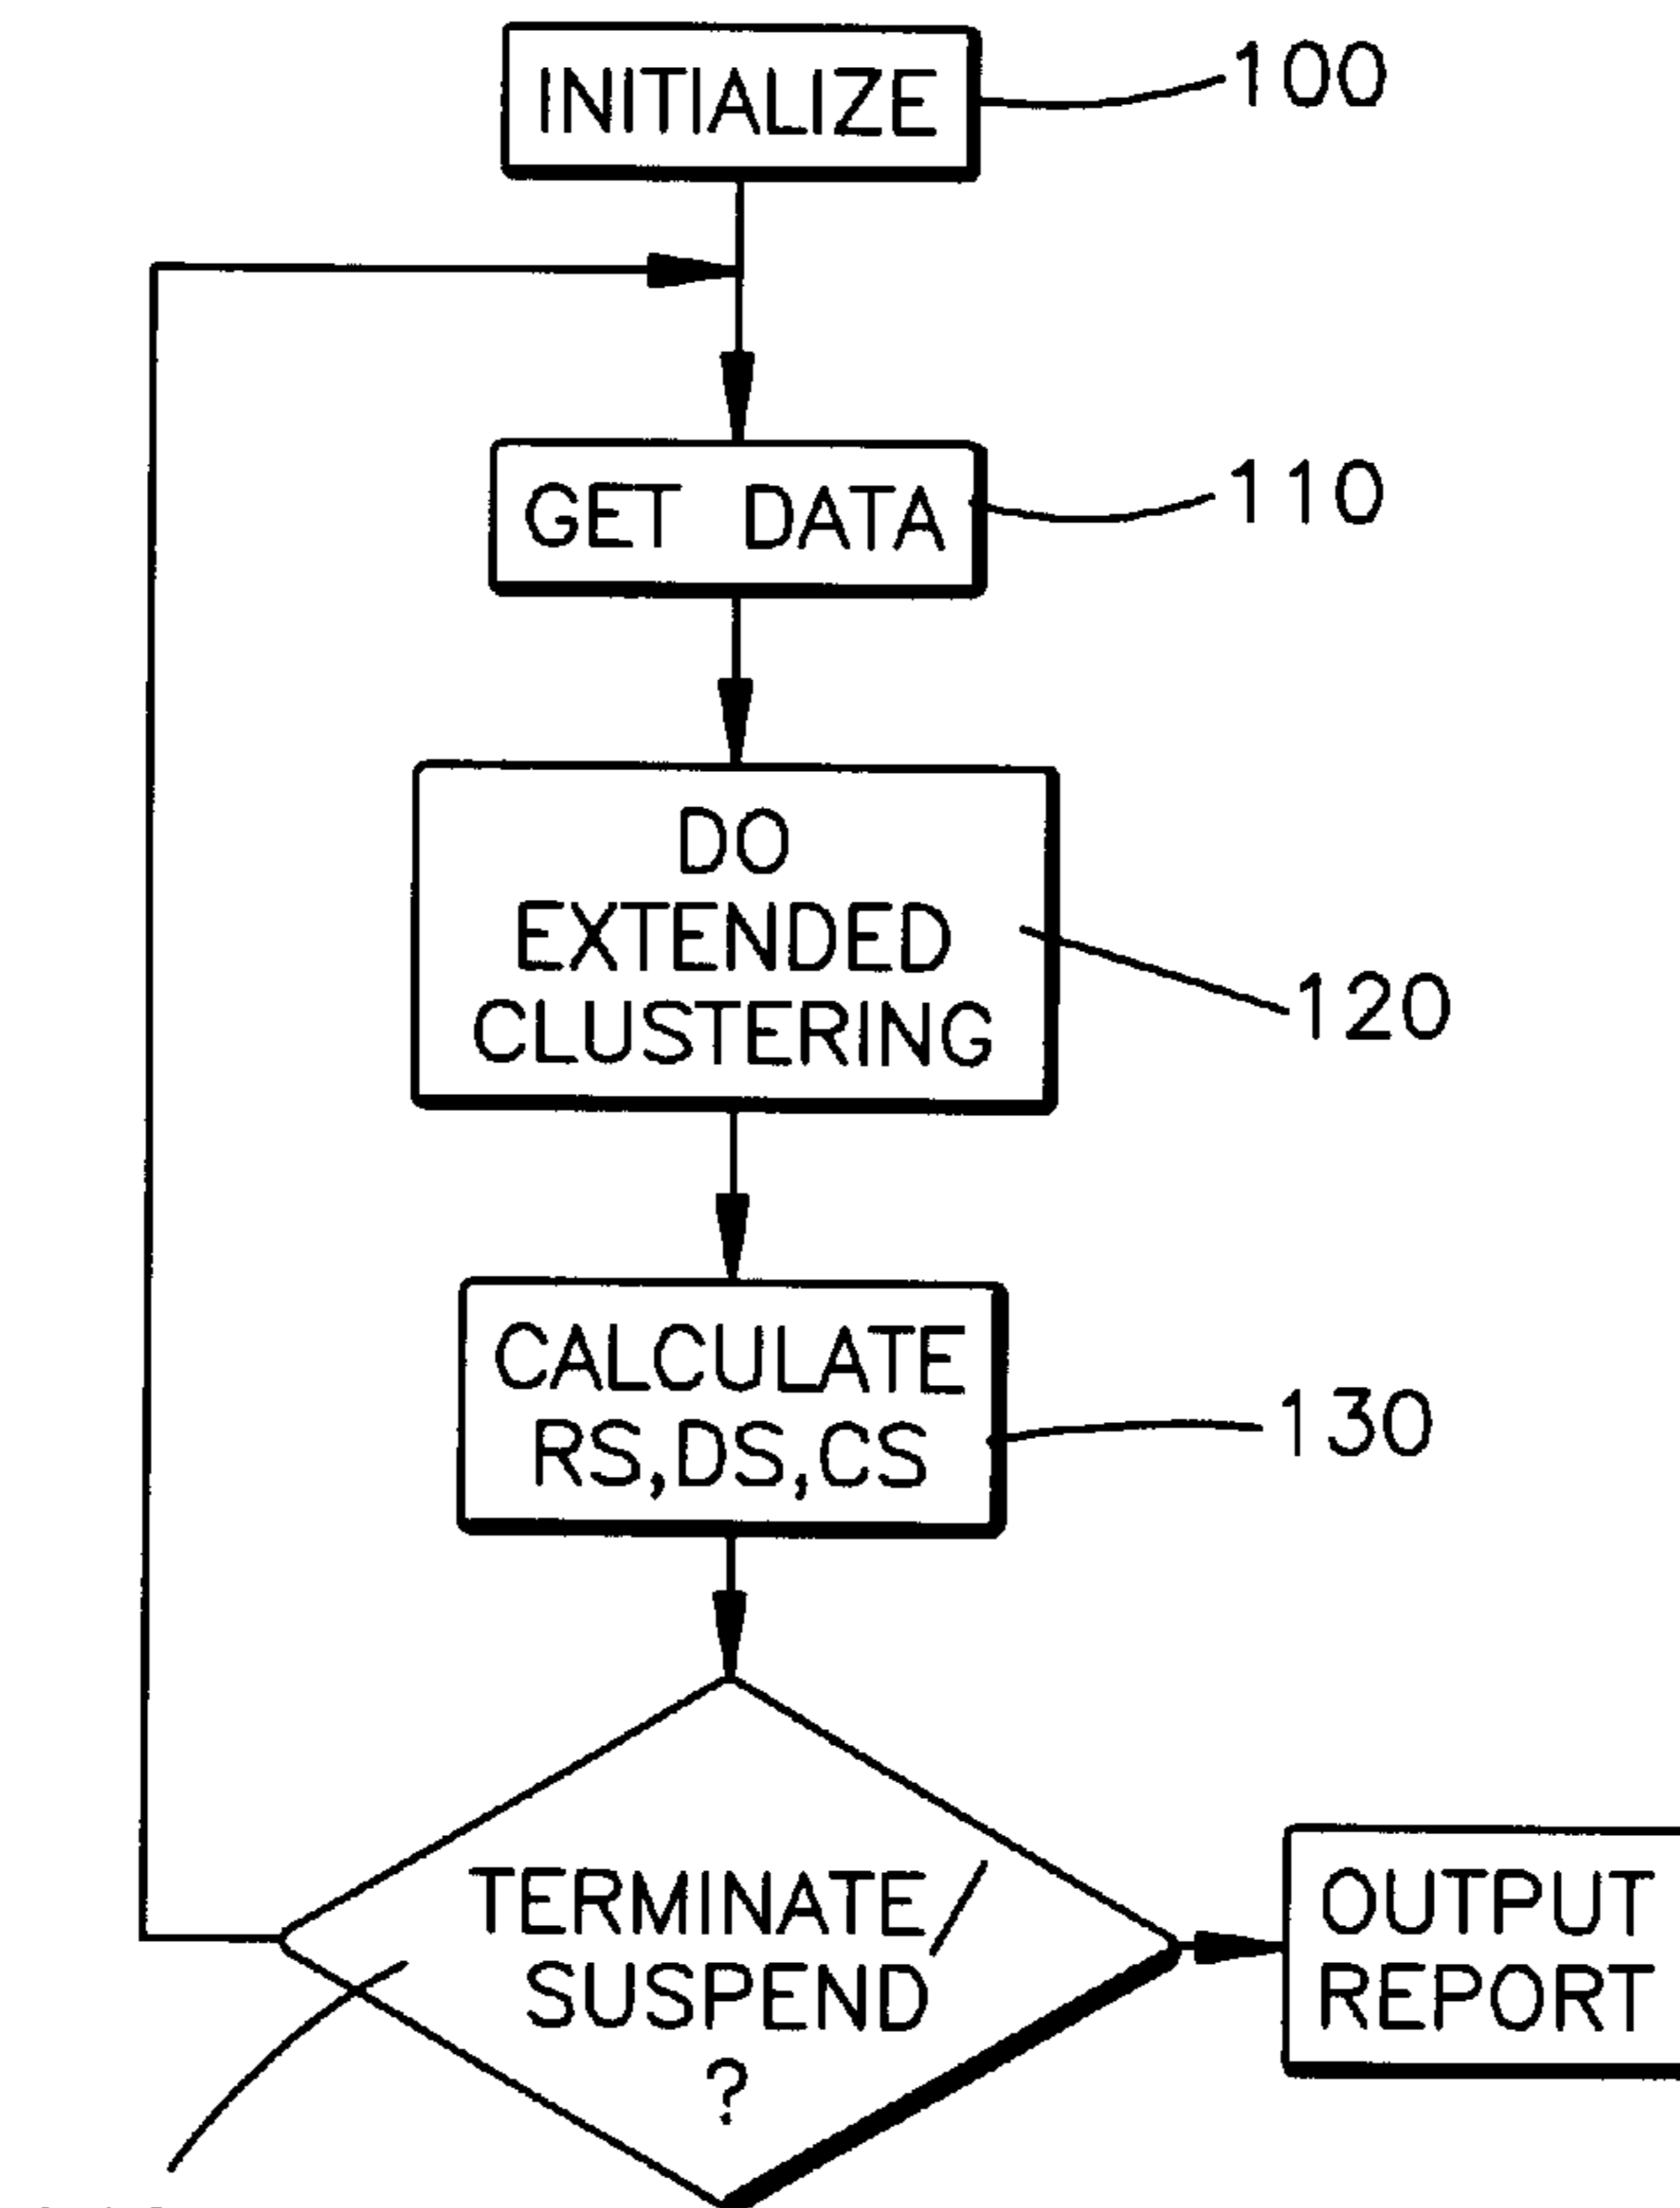 INITIALIZE
100
GET DATA
110
DO
EXTENDED
CLUSTERING
120
CALCULATE
RS,DS,CS
130
TERMINATE/
SUSPEND
?
OUTPUT
REPORT